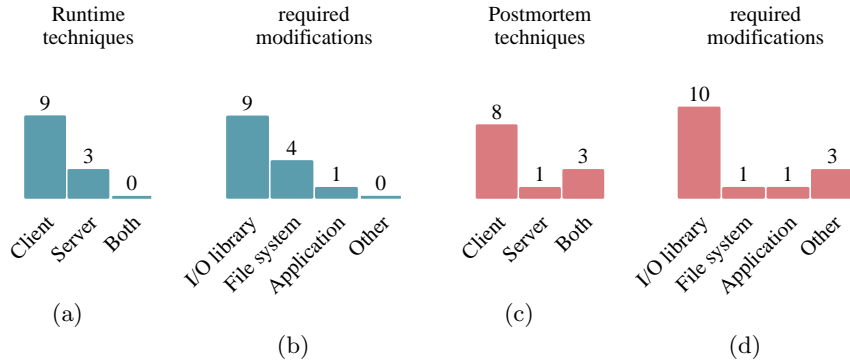 Runtime
techniques
9
3
0
Client
Server
Both
(a)
required
modifications
9
4
1
0
I/O library
File system
Application
Other
(b)
Postmortem
techniques
8
1
3
Client
Server
Both
(c)
required
modifications
10
1
1
3
I/O library
File system
Application
Other
(d)